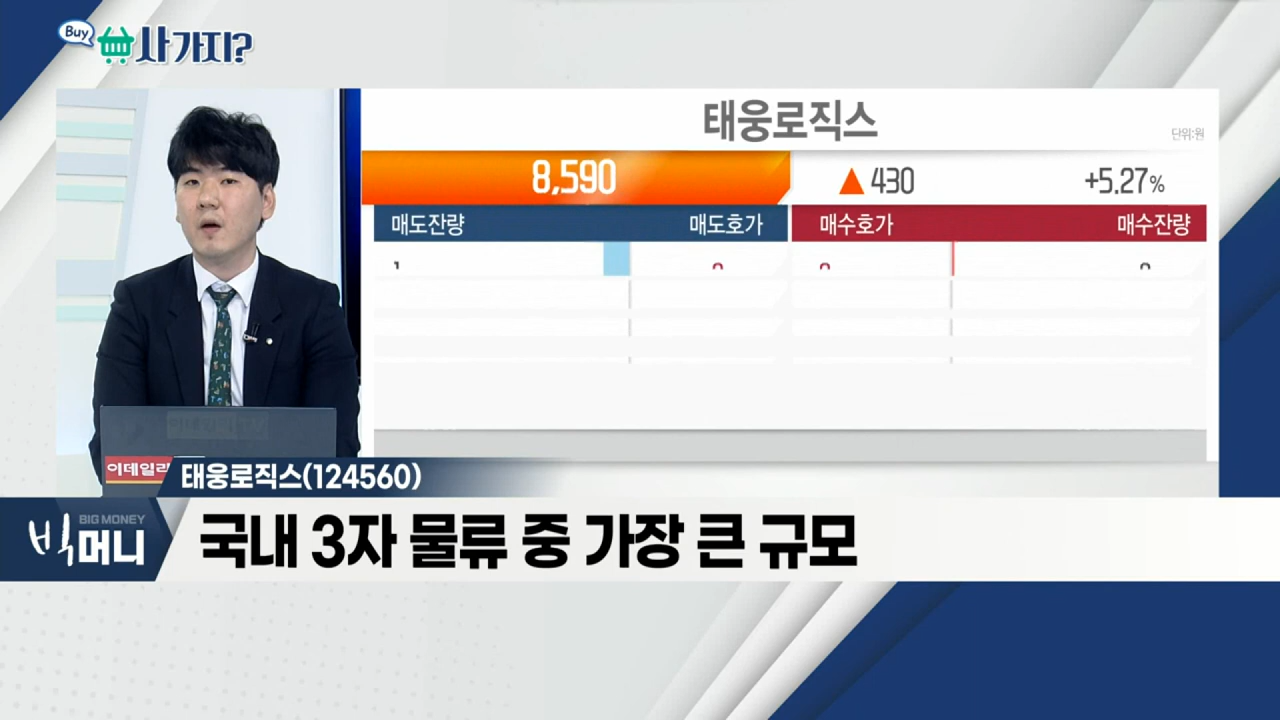 Buy
사가지?
태웅로직스
단위:원
8,590 ▲ 430 +5.27%
매도잔량 매도호가 매수호가 매수잔량
이데일리
태웅로직스(124560)
BIG MONEY
빅머니
국내 3자 물류 중 가장 큰 규모